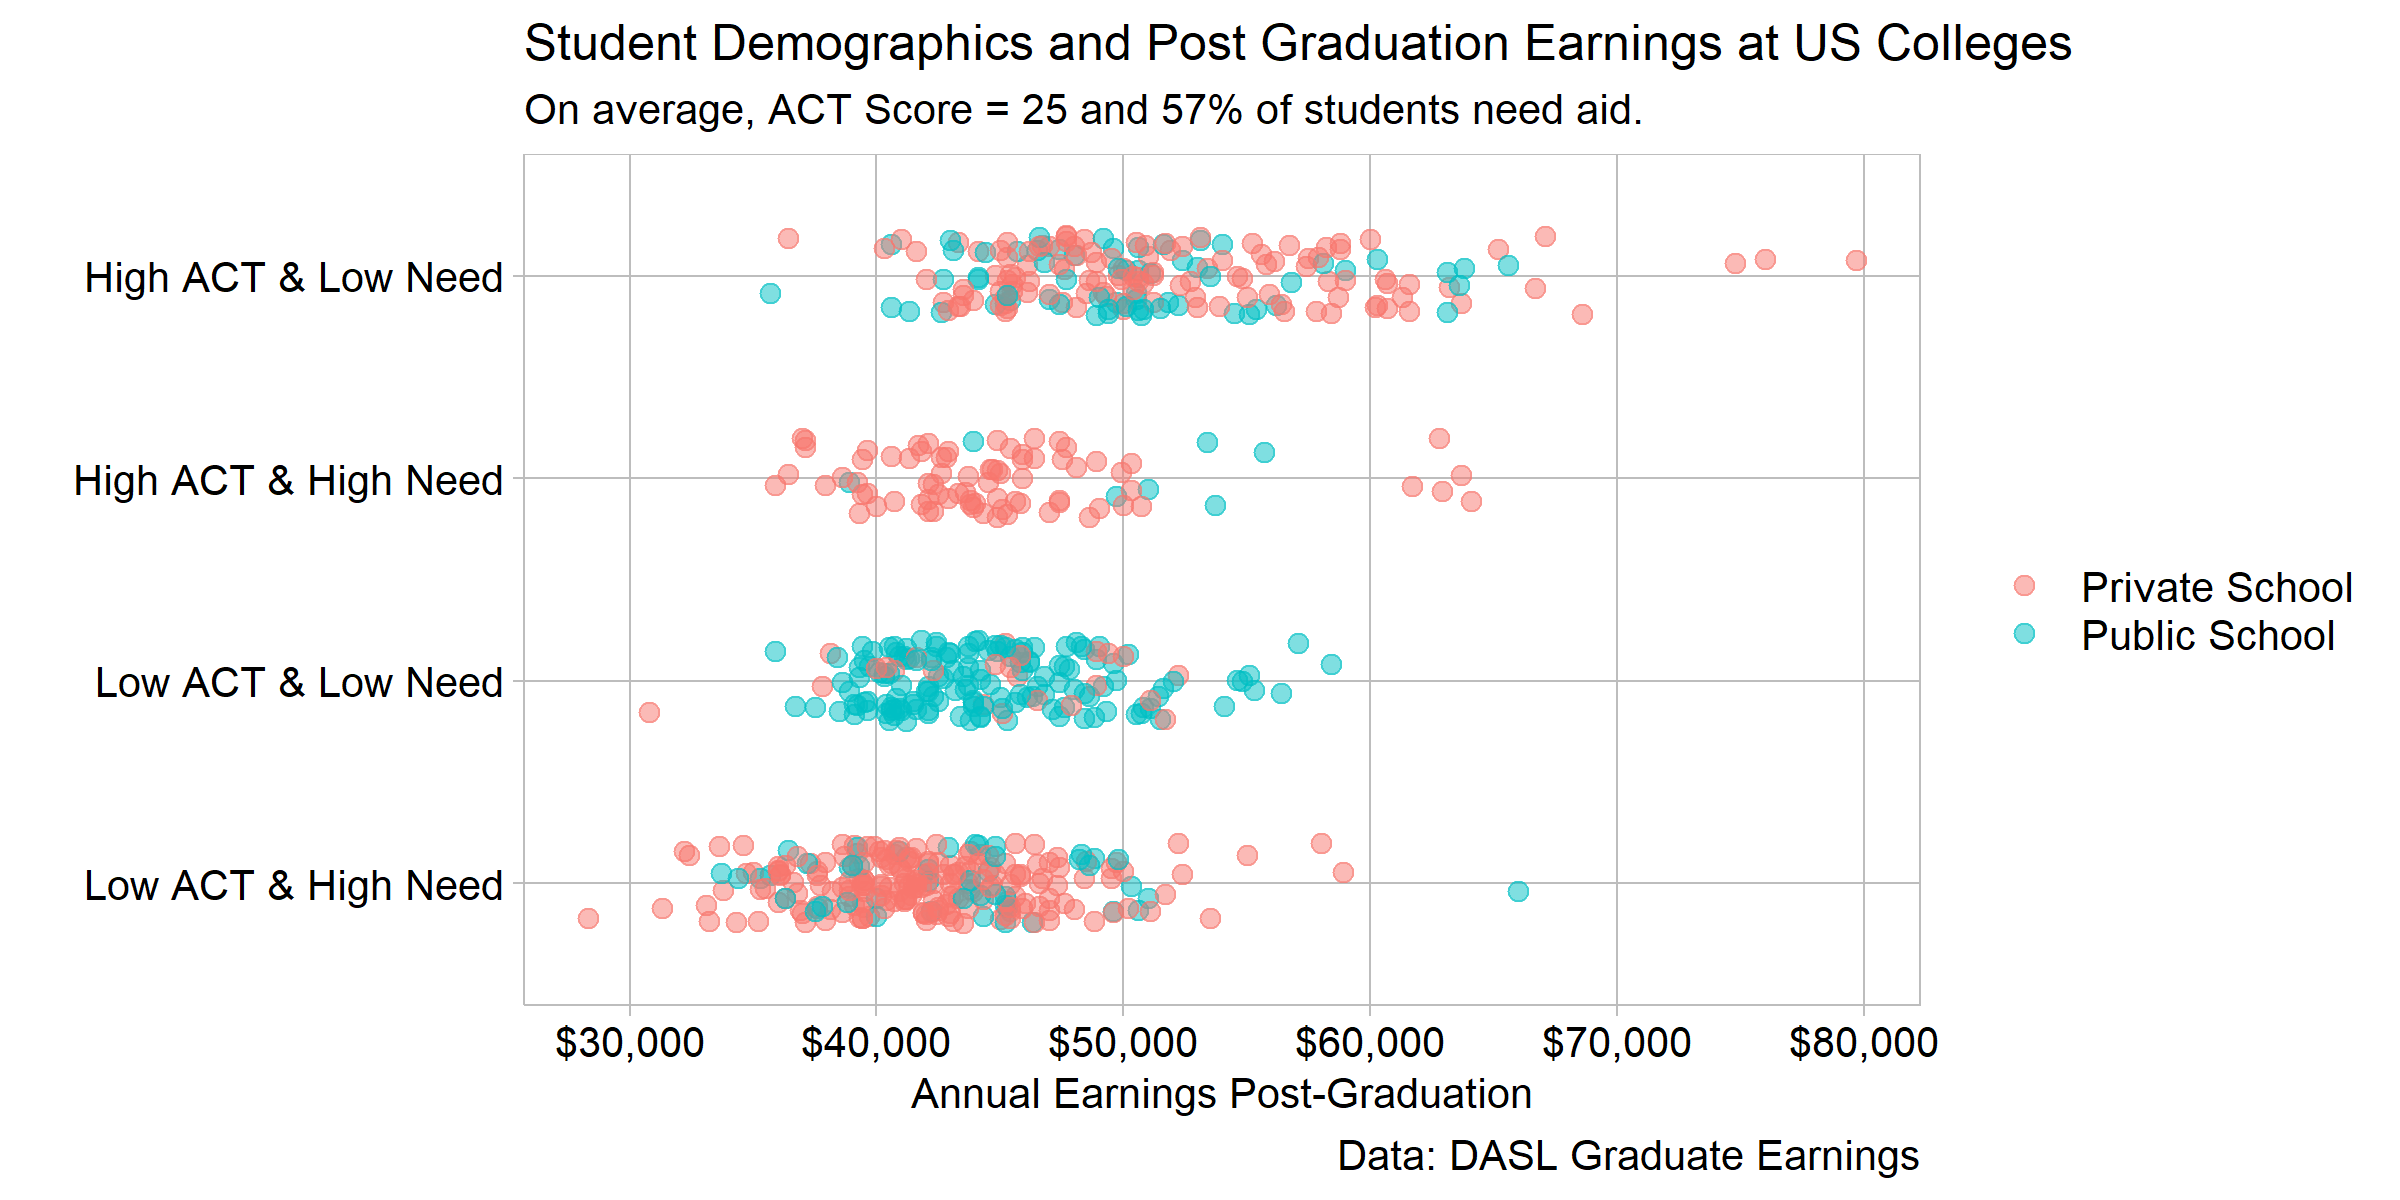 Student Demographics and Post Graduation Earnings at US Colleges
On average, ACT Score = 25 and 57% of students need aid.
High ACT & Low Need
High ACT & High Need
Low ACT & Low Need
Low ACT & High Need
Private School
Public School
$30,000 $40,000 $50,000 $60,000 $70,000 $80,000
Annual Earnings Post-Graduation
Data: DASL Graduate Earnings